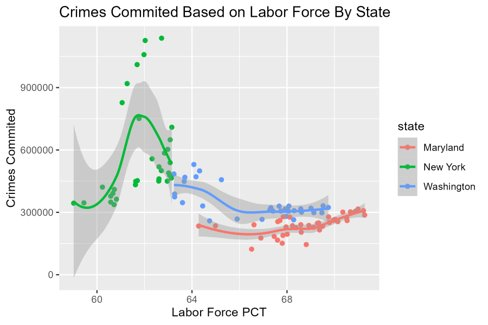 Crimes Commited Based on Labor Force By State
Crimes Commited
900000
600000
300000
0
60
64
68
Labor Force PCT
state
Maryland
New York
Washington